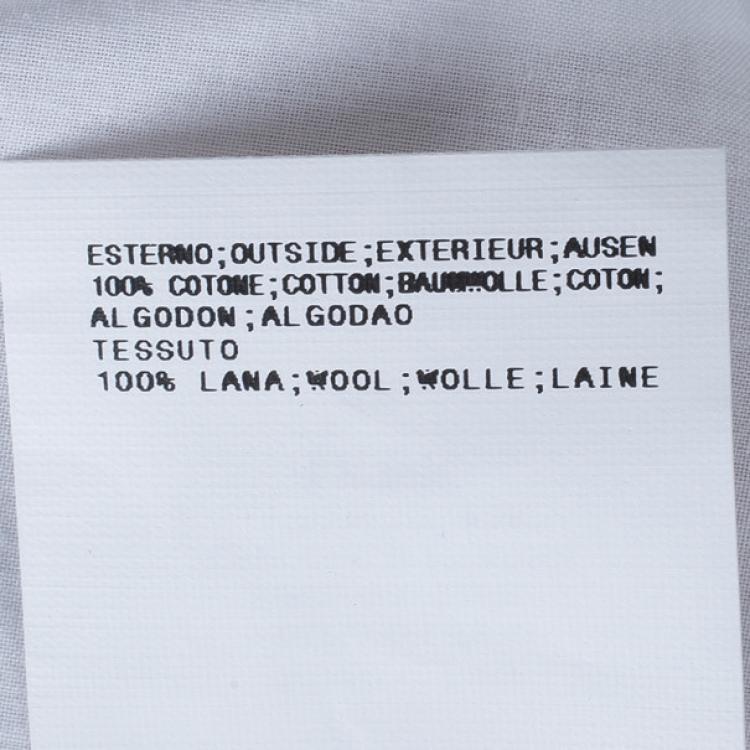 ESTERNO;OUTSIDE;EXTERIEUR;AUSEN
100% COTONE;COTTON;BAUMWOLLE;COTON;
ALGODON;ALGODAO
TESSUTO
100% LANA;WOOL;WOLLE;LAINE